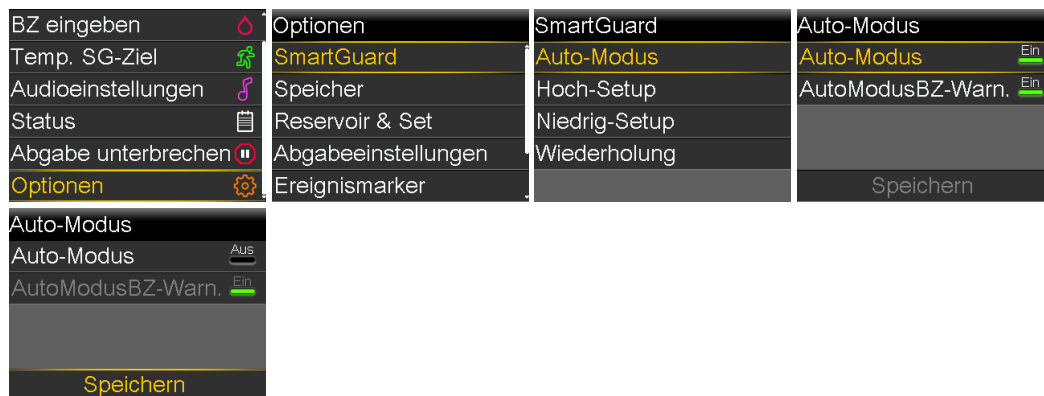 BZ eingeben
Temp. SG-Ziel
Audioeinstellungen
Status
Abgabe unterbrechen
Optionen
Optionen
SmartGuard
Speicher
Reservoir & Set
Abgabeeinstellungen
Ereignismarker
SmartGuard
Auto-Modus
Hoch-Setup
Niedrig-Setup
Wiederholung
Auto-Modus
Auto-Modus Ein
AutoModusBZ-Warn. Ein
Speichern
Auto-Modus
Auto-Modus Aus
AutoModusBZ-Warn. Ein
Speichern